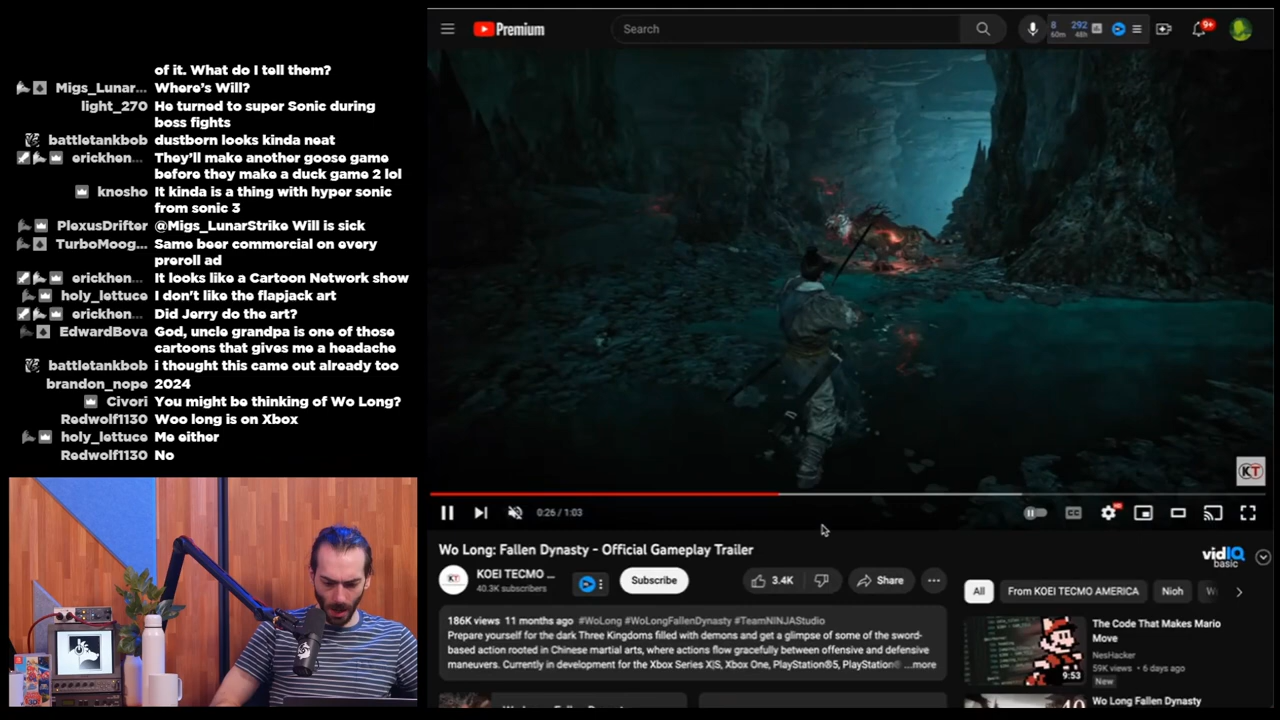 of it. What do I tell them?
Migs_Lunar... Where's Will?
light_270 He turned to super Sonic during
boss fights
battletankbob dustborn looks kinda neat
erickhen... They'll make another goose game
before they make a duck game 2 lol
knosho It kinda is a thing with hyper sonic
from sonic 3
PlexusDrifter @Migs_LunarStrike Will is sick
TurboMoog... Same beer commercial on every
preroll ad
erickhen... It looks like a Cartoon Network show
holy_lettuce I don't like the flapjack art
erickhen... Did Jerry do the art?
EdwardBova God, uncle grandpa is one of those
cartoons that gives me a headache
battletankbob i thought this came out already too
brandon_nope 2024
Civori You might be thinking of Wo Long?
Redwolf1130 Woo long is on Xbox
holy_lettuce Me either
Redwolf1130 No
Premium
Search
8 292
60m 48h
9+
KT
0:26 / 1:03
CC
Wo Long: Fallen Dynasty - Official Gameplay Trailer
KOEI TECMO ...
40.3K subscribers
Subscribe
3.4K
Share
186K views 11 months ago #WoLong #WoLongFallenDynasty #TeamNINJAStudio
Prepare yourself for the dark Three Kingdoms filled with demons and get a glimpse of some of the sword-
based action rooted in Chinese martial arts, where actions flow gracefully between offensive and defensive
maneuvers. Currently in development for the Xbox Series X|S, Xbox One, PlayStation®5, PlayStation® ...more
vidIQ
basic
All
From KOEI TECMO AMERICA
Nioh
The Code That Makes Mario
Move
NesHacker
59K views • 6 days ago
New
9:53
Wo Long Fallen Dynasty